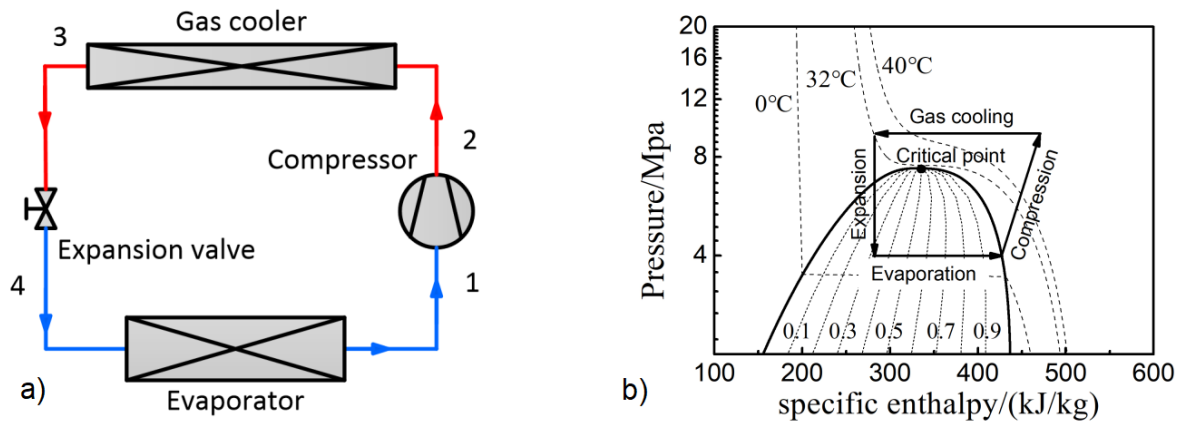 Gas cooler
3
2
Compressor
Expansion valve
4
1
Evaporator
a)
20
16
12
8
4
Pressure/Mpa
0℃
32℃
40℃
Gas cooling
Critical point
Expansion
Compression
Evaporation
0.1
0.3
0.5
0.7
0.9
100
200
300
400
500
600
specific enthalpy/(kJ/kg)
b)